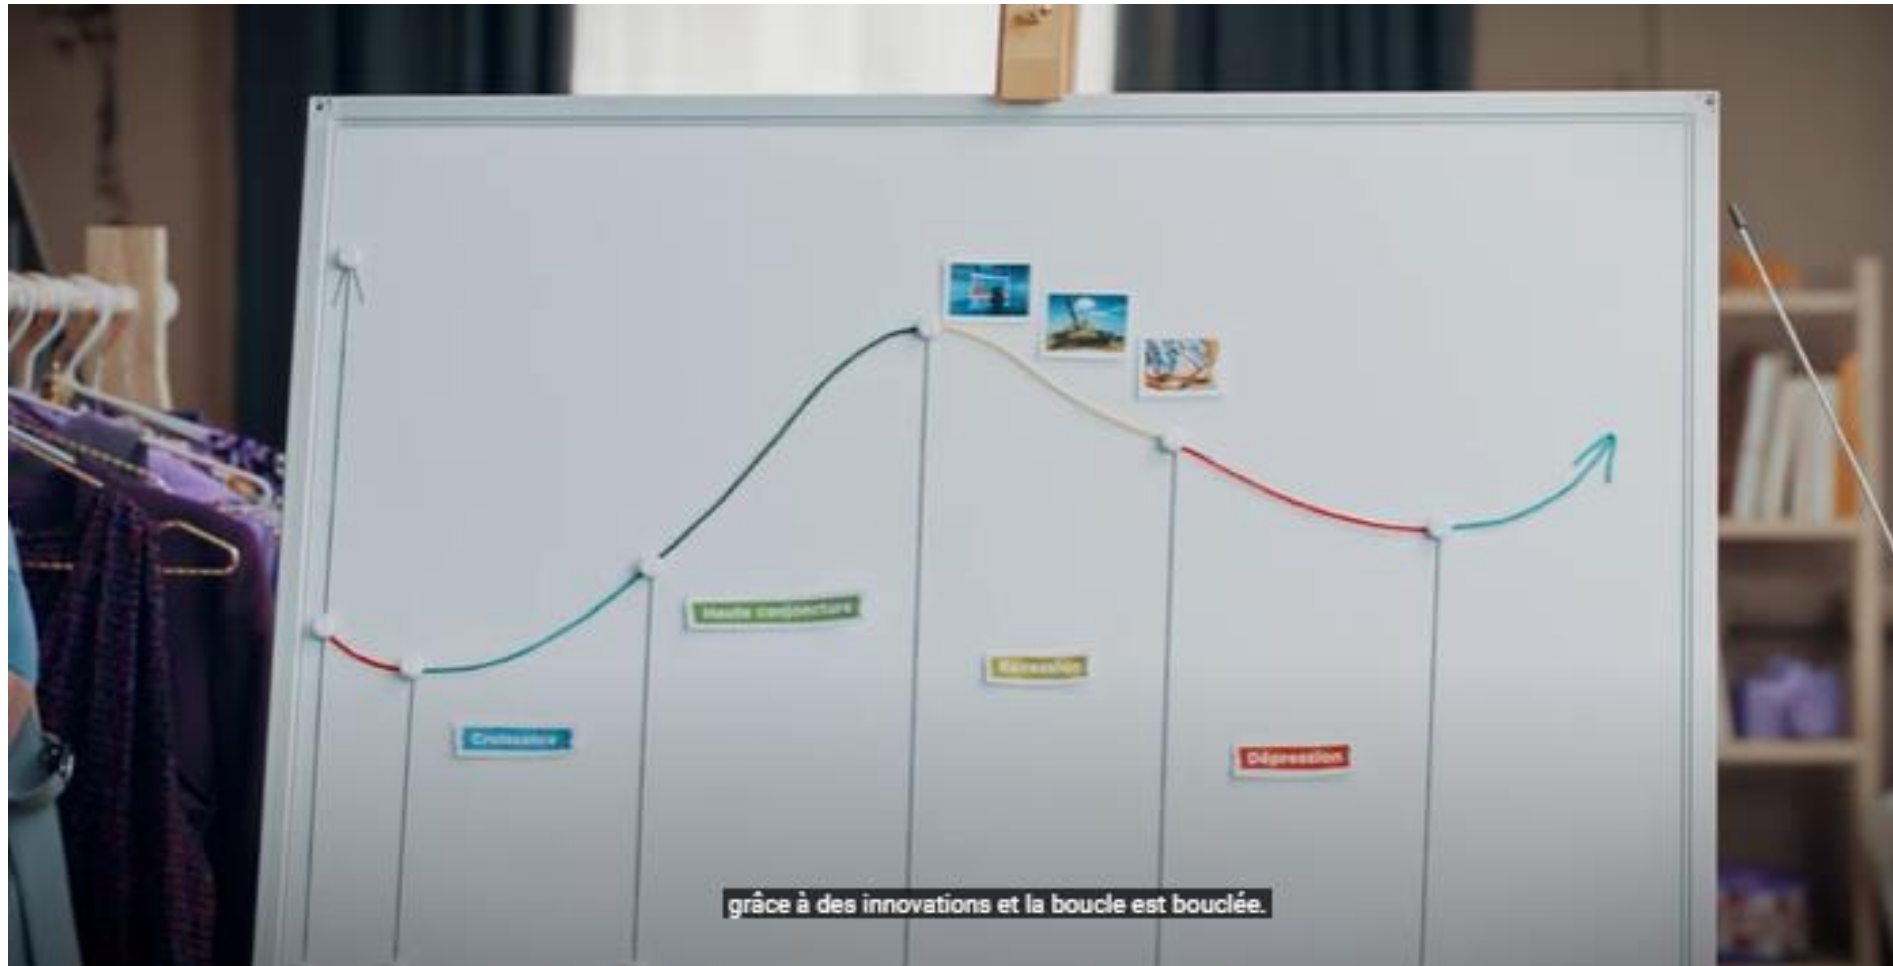 Haute conjoncture
Récession
Croissance
Dépression
grâce à des innovations et la boucle est bouclée.